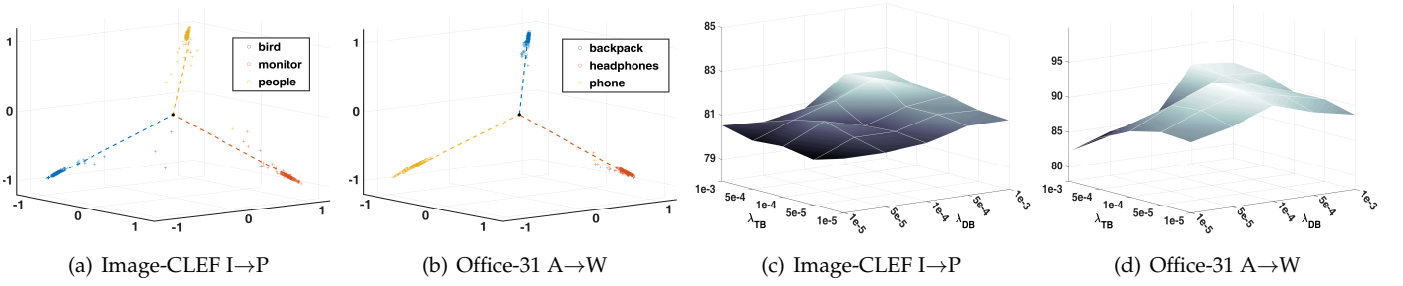 1
0
-1
-1
0
1
-1
0
1
bird
monitor
people
(a) Image-CLEF I→P
1
0
-1
-1
0
1
-1
0
1
backpack
headphones
phone
(b) Office-31 A→W
85
83
81
79
1e-3
5e-4
1e-4
5e-5
1e-5
λTB
1e-5
5e-5
1e-4
5e-4
1e-3
λDB
(c) Image-CLEF I→P
95
90
85
80
1e-3
5e-4
1e-4
5e-5
1e-5
λTB
1e-5
5e-5
1e-4
5e-4
1e-3
λDB
(d) Office-31 A→W